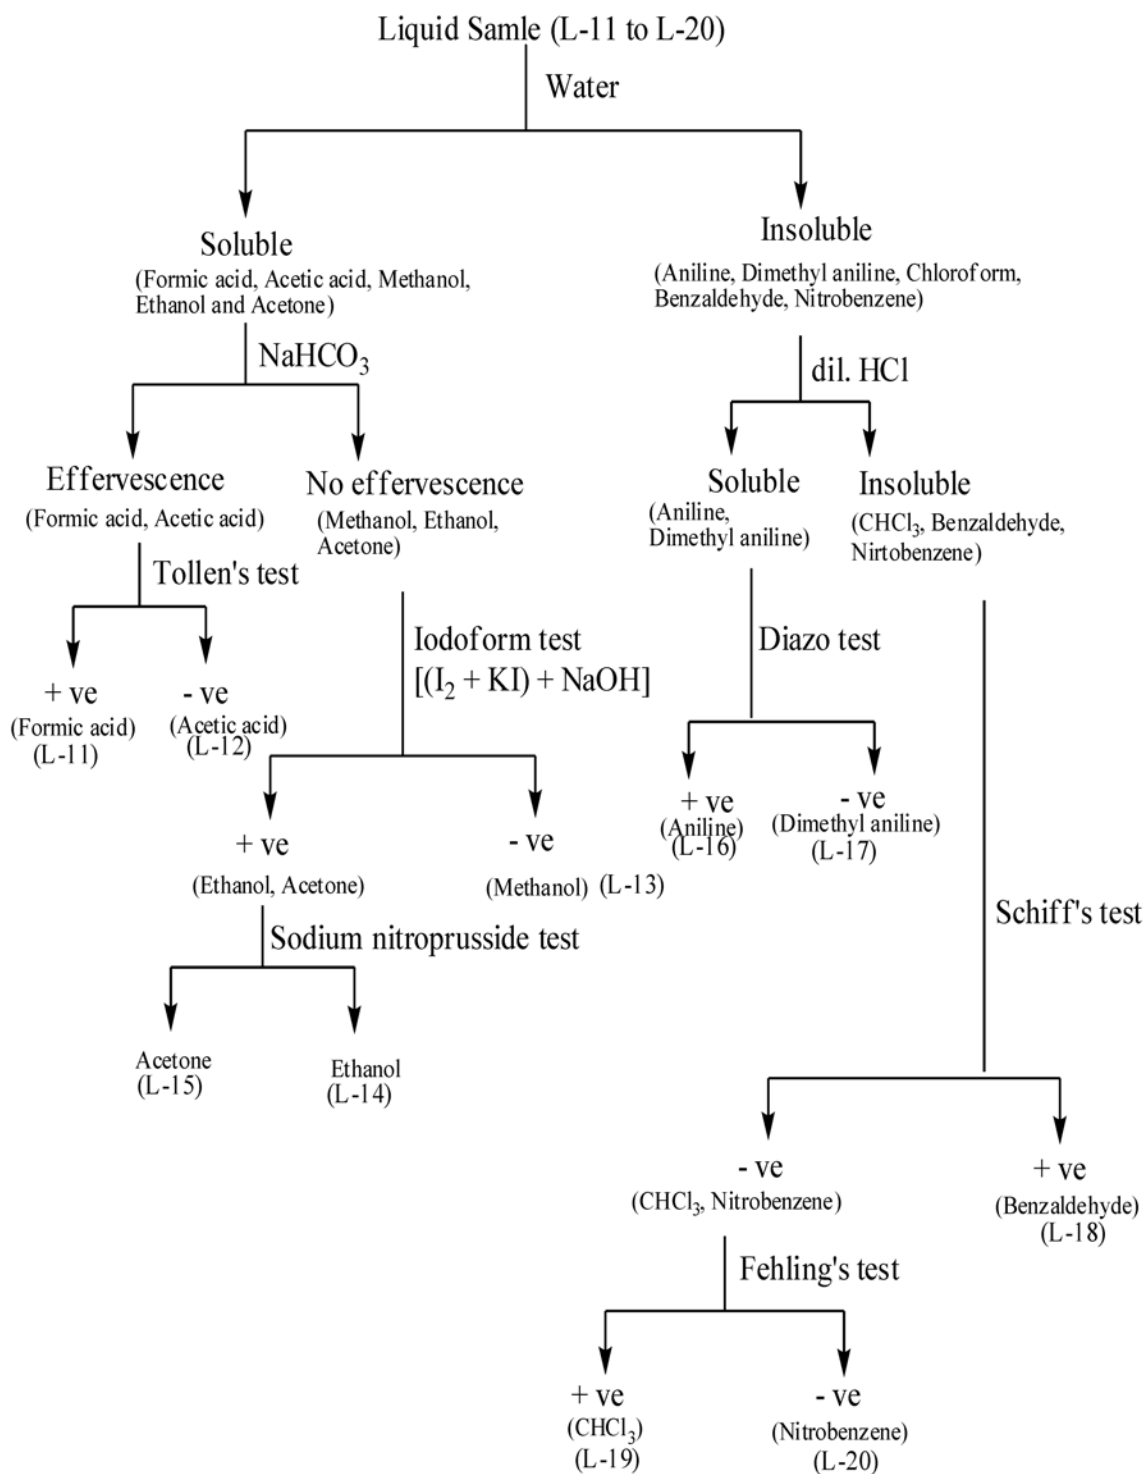 Liquid Samle (L-11 to L-20)
Water
Soluble
(Formic acid, Acetic acid, Methanol,
Ethanol and Acetone)
Insoluble
(Aniline, Dimethyl aniline, Chloroform,
Benzaldehyde, Nitrobenzene)
NaHCO₃
dil. HCl
Effervescence
(Formic acid, Acetic acid)
No effervescence
(Methanol, Ethanol,
Acetone)
Soluble
(Aniline,
Dimethyl aniline)
Insoluble
(CHCl₃, Benzaldehyde,
Nirtobenzene)
Tollen's test
+ ve
(Formic acid)
(L-11)
- ve
(Acetic acid)
(L-12)
Iodoform test
[(I₂ + KI) + NaOH]
Diazo test
+ ve
(Aniline)
(L-16)
- ve
(Dimethyl aniline)
(L-17)
+ ve
(Ethanol, Acetone)
- ve
(Methanol) (L-13)
Schiff's test
Sodium nitroprusside test
Acetone
(L-15)
Ethanol
(L-14)
- ve
(CHCl₃, Nitrobenzene)
+ ve
(Benzaldehyde)
(L-18)
Fehling's test
+ ve
(CHCl₃)
(L-19)
- ve
(Nitrobenzene)
(L-20)